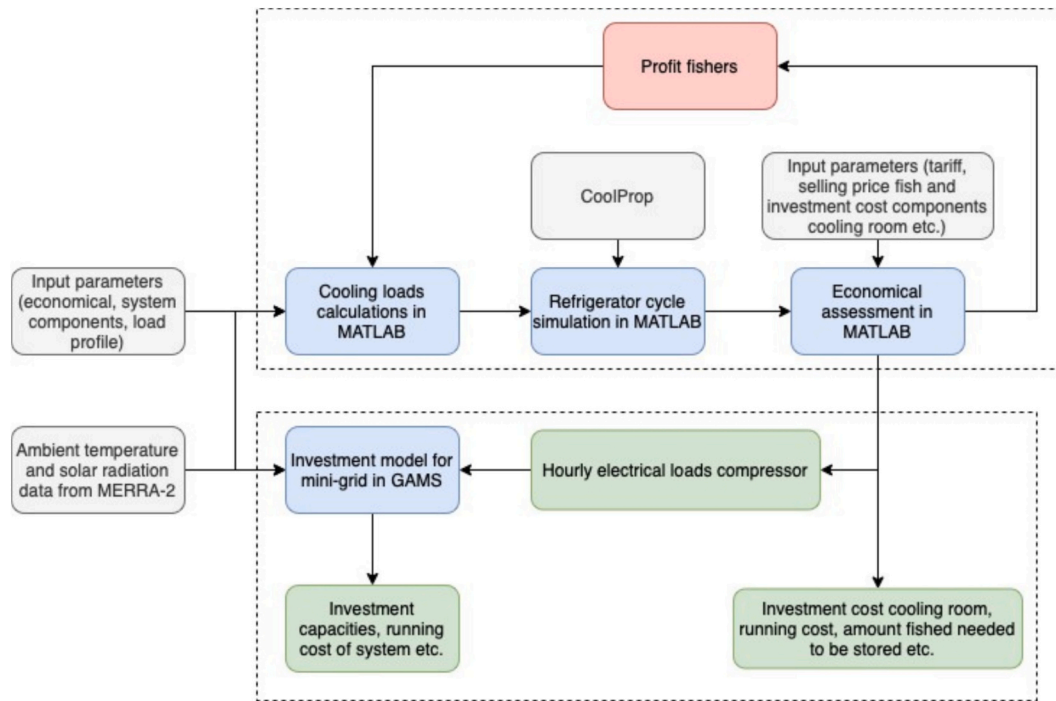 Profit fishers
CoolProp
Input parameters (tariff,
selling price fish and
investment cost components
cooling room etc.)
Input parameters
(economical, system
components, load
profile)
Cooling loads
calculations in
MATLAB
Refrigerator cycle
simulation in MATLAB
Economical
assessment in
MATLAB
Ambient temperature
and solar radiation
data from MERRA-2
Investment model for
mini-grid in GAMS
Hourly electrical loads compressor
Investment
capacities, running
cost of system etc.
Investment cost cooling room,
running cost, amount fished needed
to be stored etc.